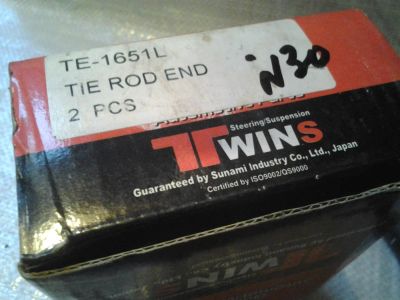 TE-1651L
TIE ROD END
2 PCS
N30
Steering/Suspension
TWINS
Guaranteed by Sunami Industry Co., Ltd., Japan
Certified by ISO9002/QS9000